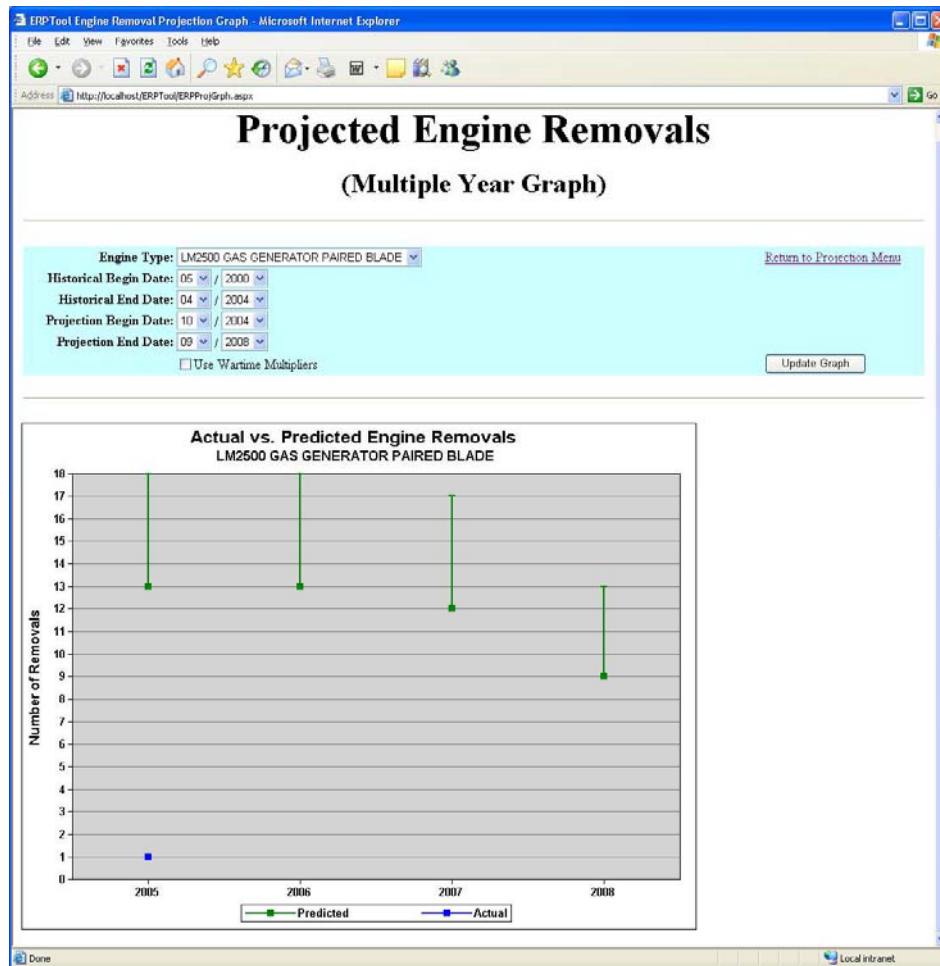 ERPTool Engine Removal Projection Graph - Microsoft Internet Explorer
File Edit View Favorites Tools Help
Address http://localhost/ERPTool/ERPProjGrph.aspx Go
Projected Engine Removals
(Multiple Year Graph)
Engine Type: LM2500 GAS GENERATOR PAIRED BLADE Return to Projection Menu
Historical Begin Date: 05 / 2000
Historical End Date: 04 / 2004
Projection Begin Date: 10 / 2004
Projection End Date: 09 / 2008
Use Wartime Multipliers Update Graph
Actual vs. Predicted Engine Removals
LM2500 GAS GENERATOR PAIRED BLADE
Number of Removals
18
17
16
15
14
13
12
11
10
9
8
7
6
5
4
3
2
1
0
2005 2006 2007 2008
Predicted Actual
Done Local intranet